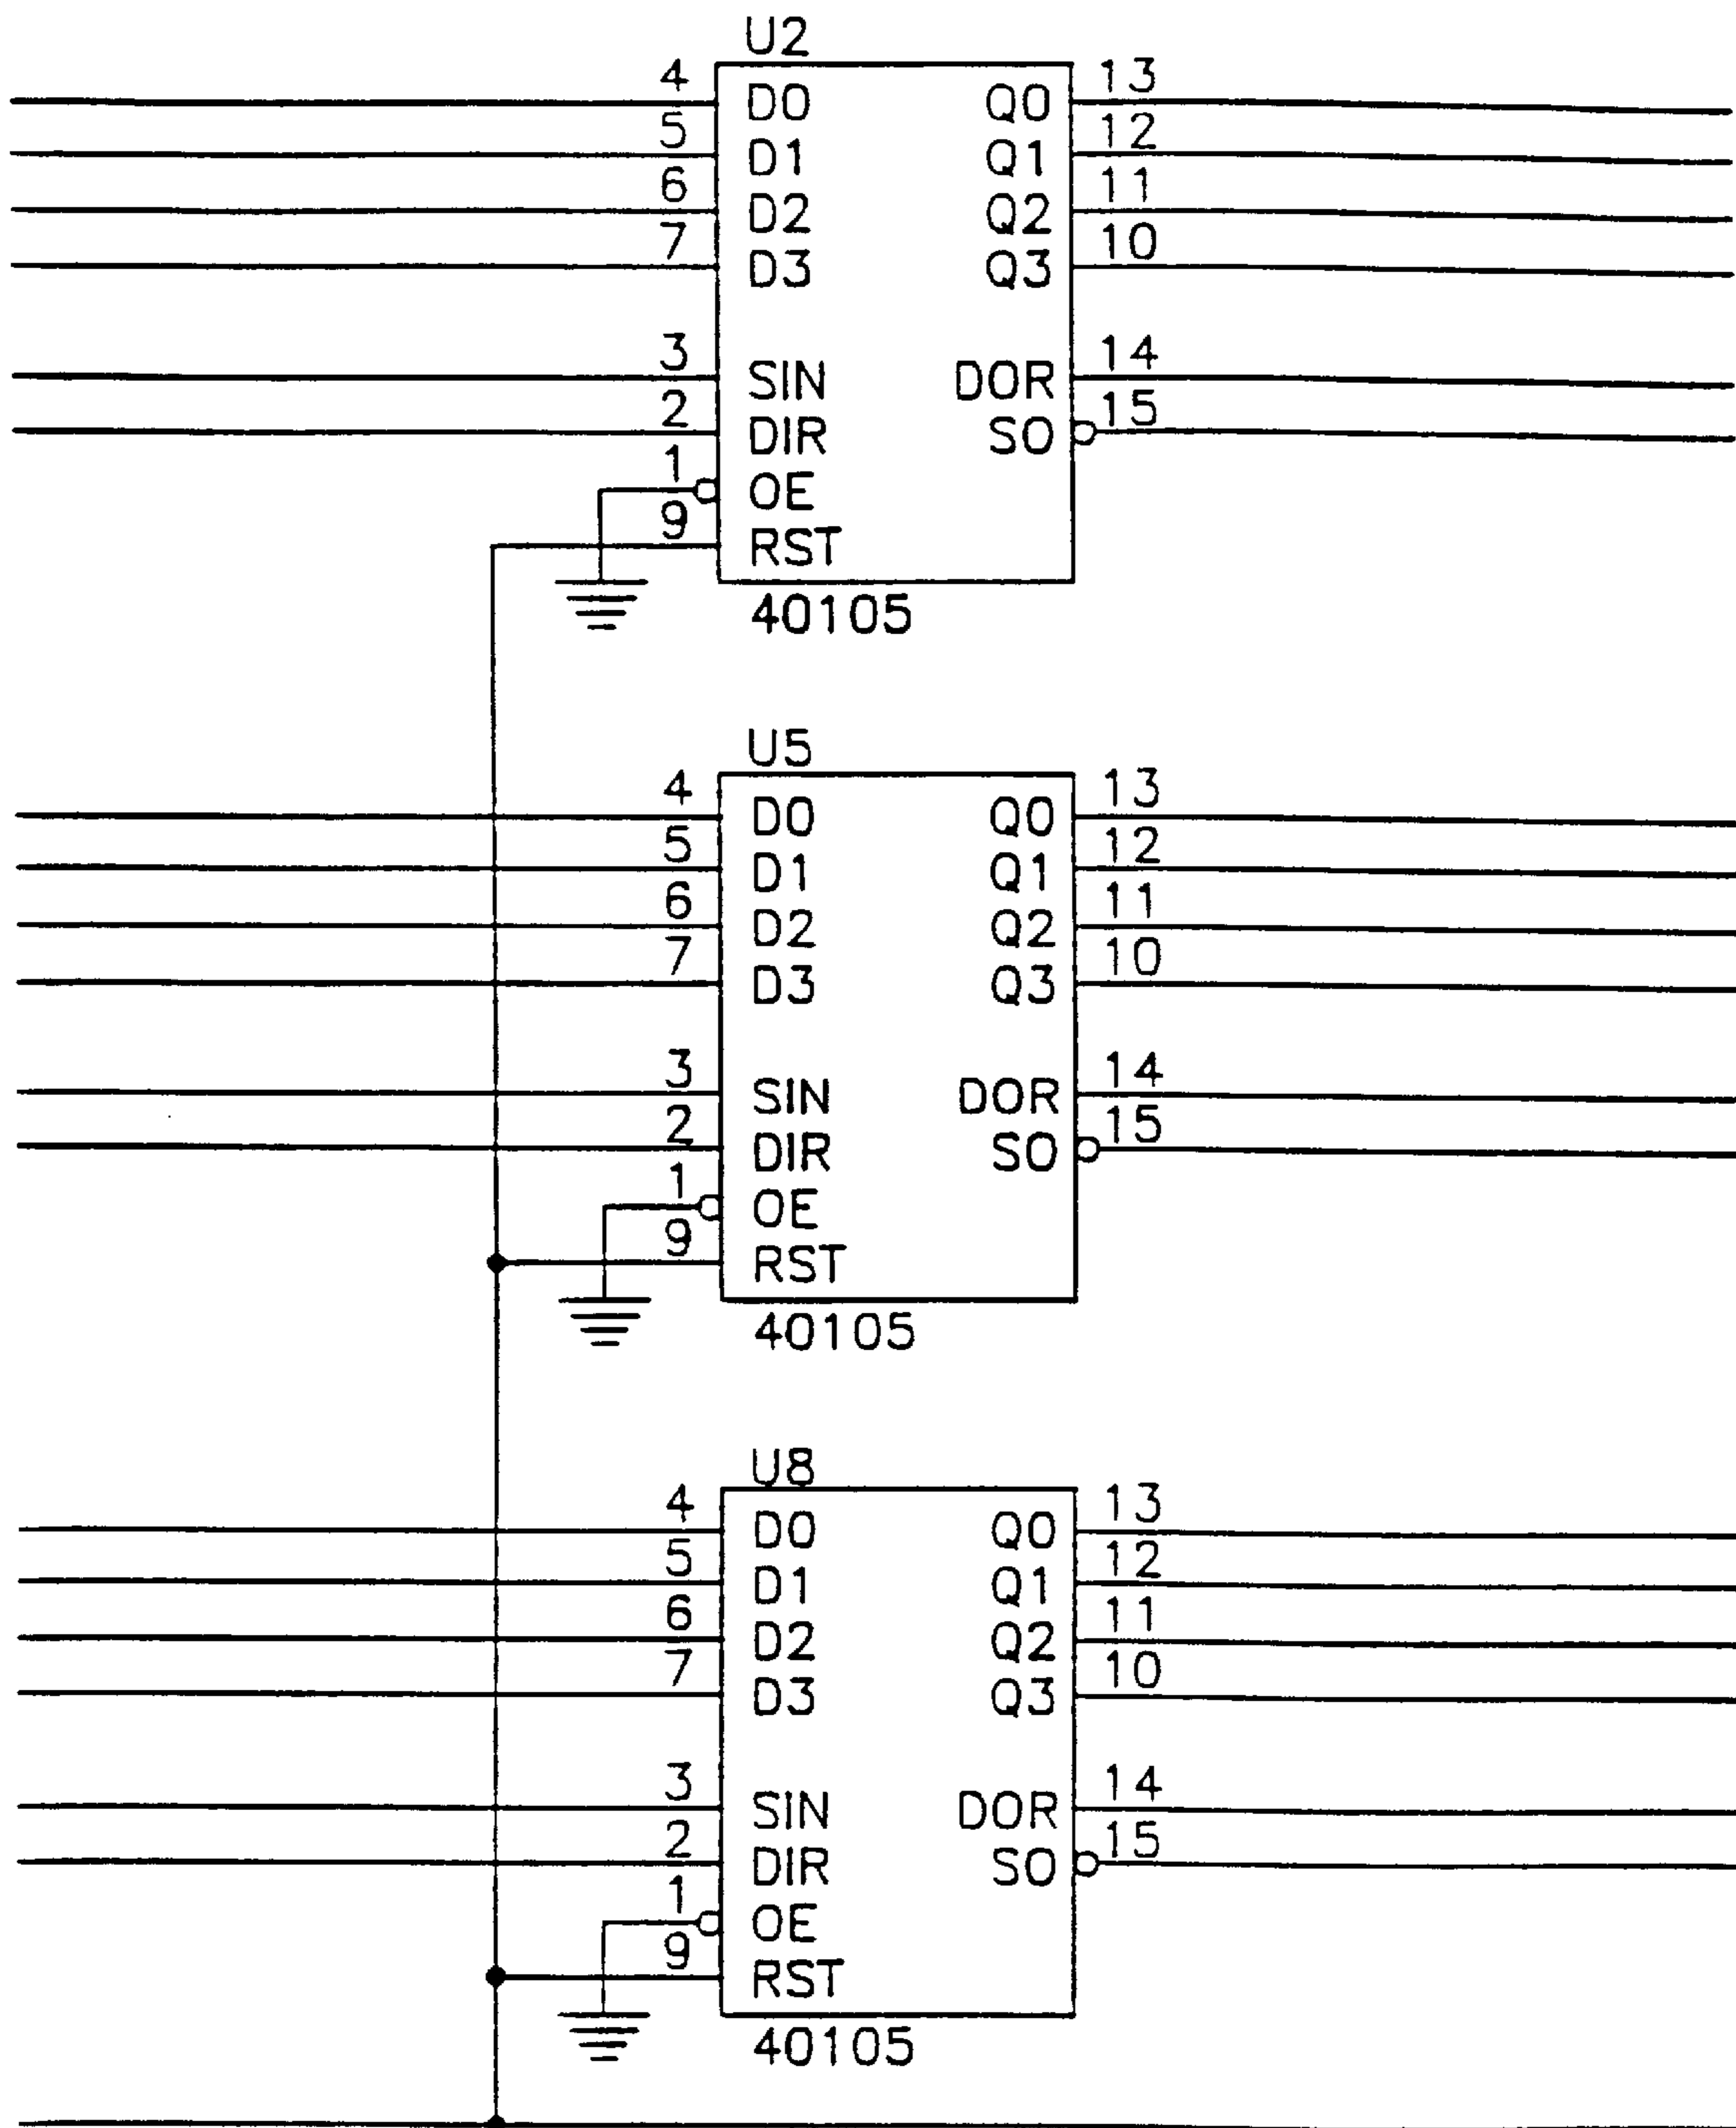 U2
4 D0 Q0 13
5 D1 Q1 12
6 D2 Q2 11
7 D3 Q3 10
3 SIN DOR 14
2 DIR SO 15
1 OE
9 RST
40105
U5
4 D0 Q0 13
5 D1 Q1 12
6 D2 Q2 11
7 D3 Q3 10
3 SIN DOR 14
2 DIR SO 15
1 OE
9 RST
40105
U8
4 D0 Q0 13
5 D1 Q1 12
6 D2 Q2 11
7 D3 Q3 10
3 SIN DOR 14
2 DIR SO 15
1 OE
9 RST
40105